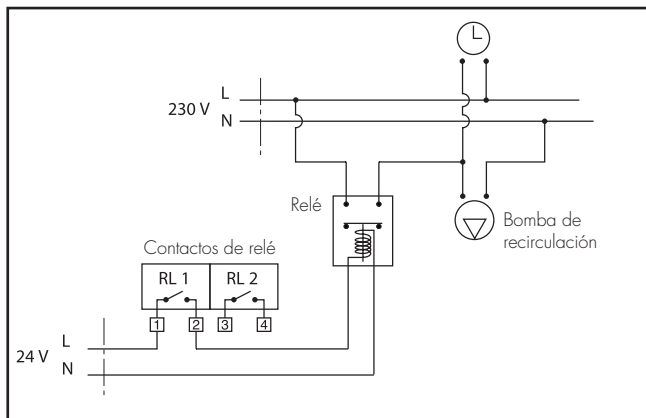 L
230 V
N
Relé
Bomba de
recirculación
Contactos de relé
RL 1 RL 2
1 2 3 4
L
24 V
N